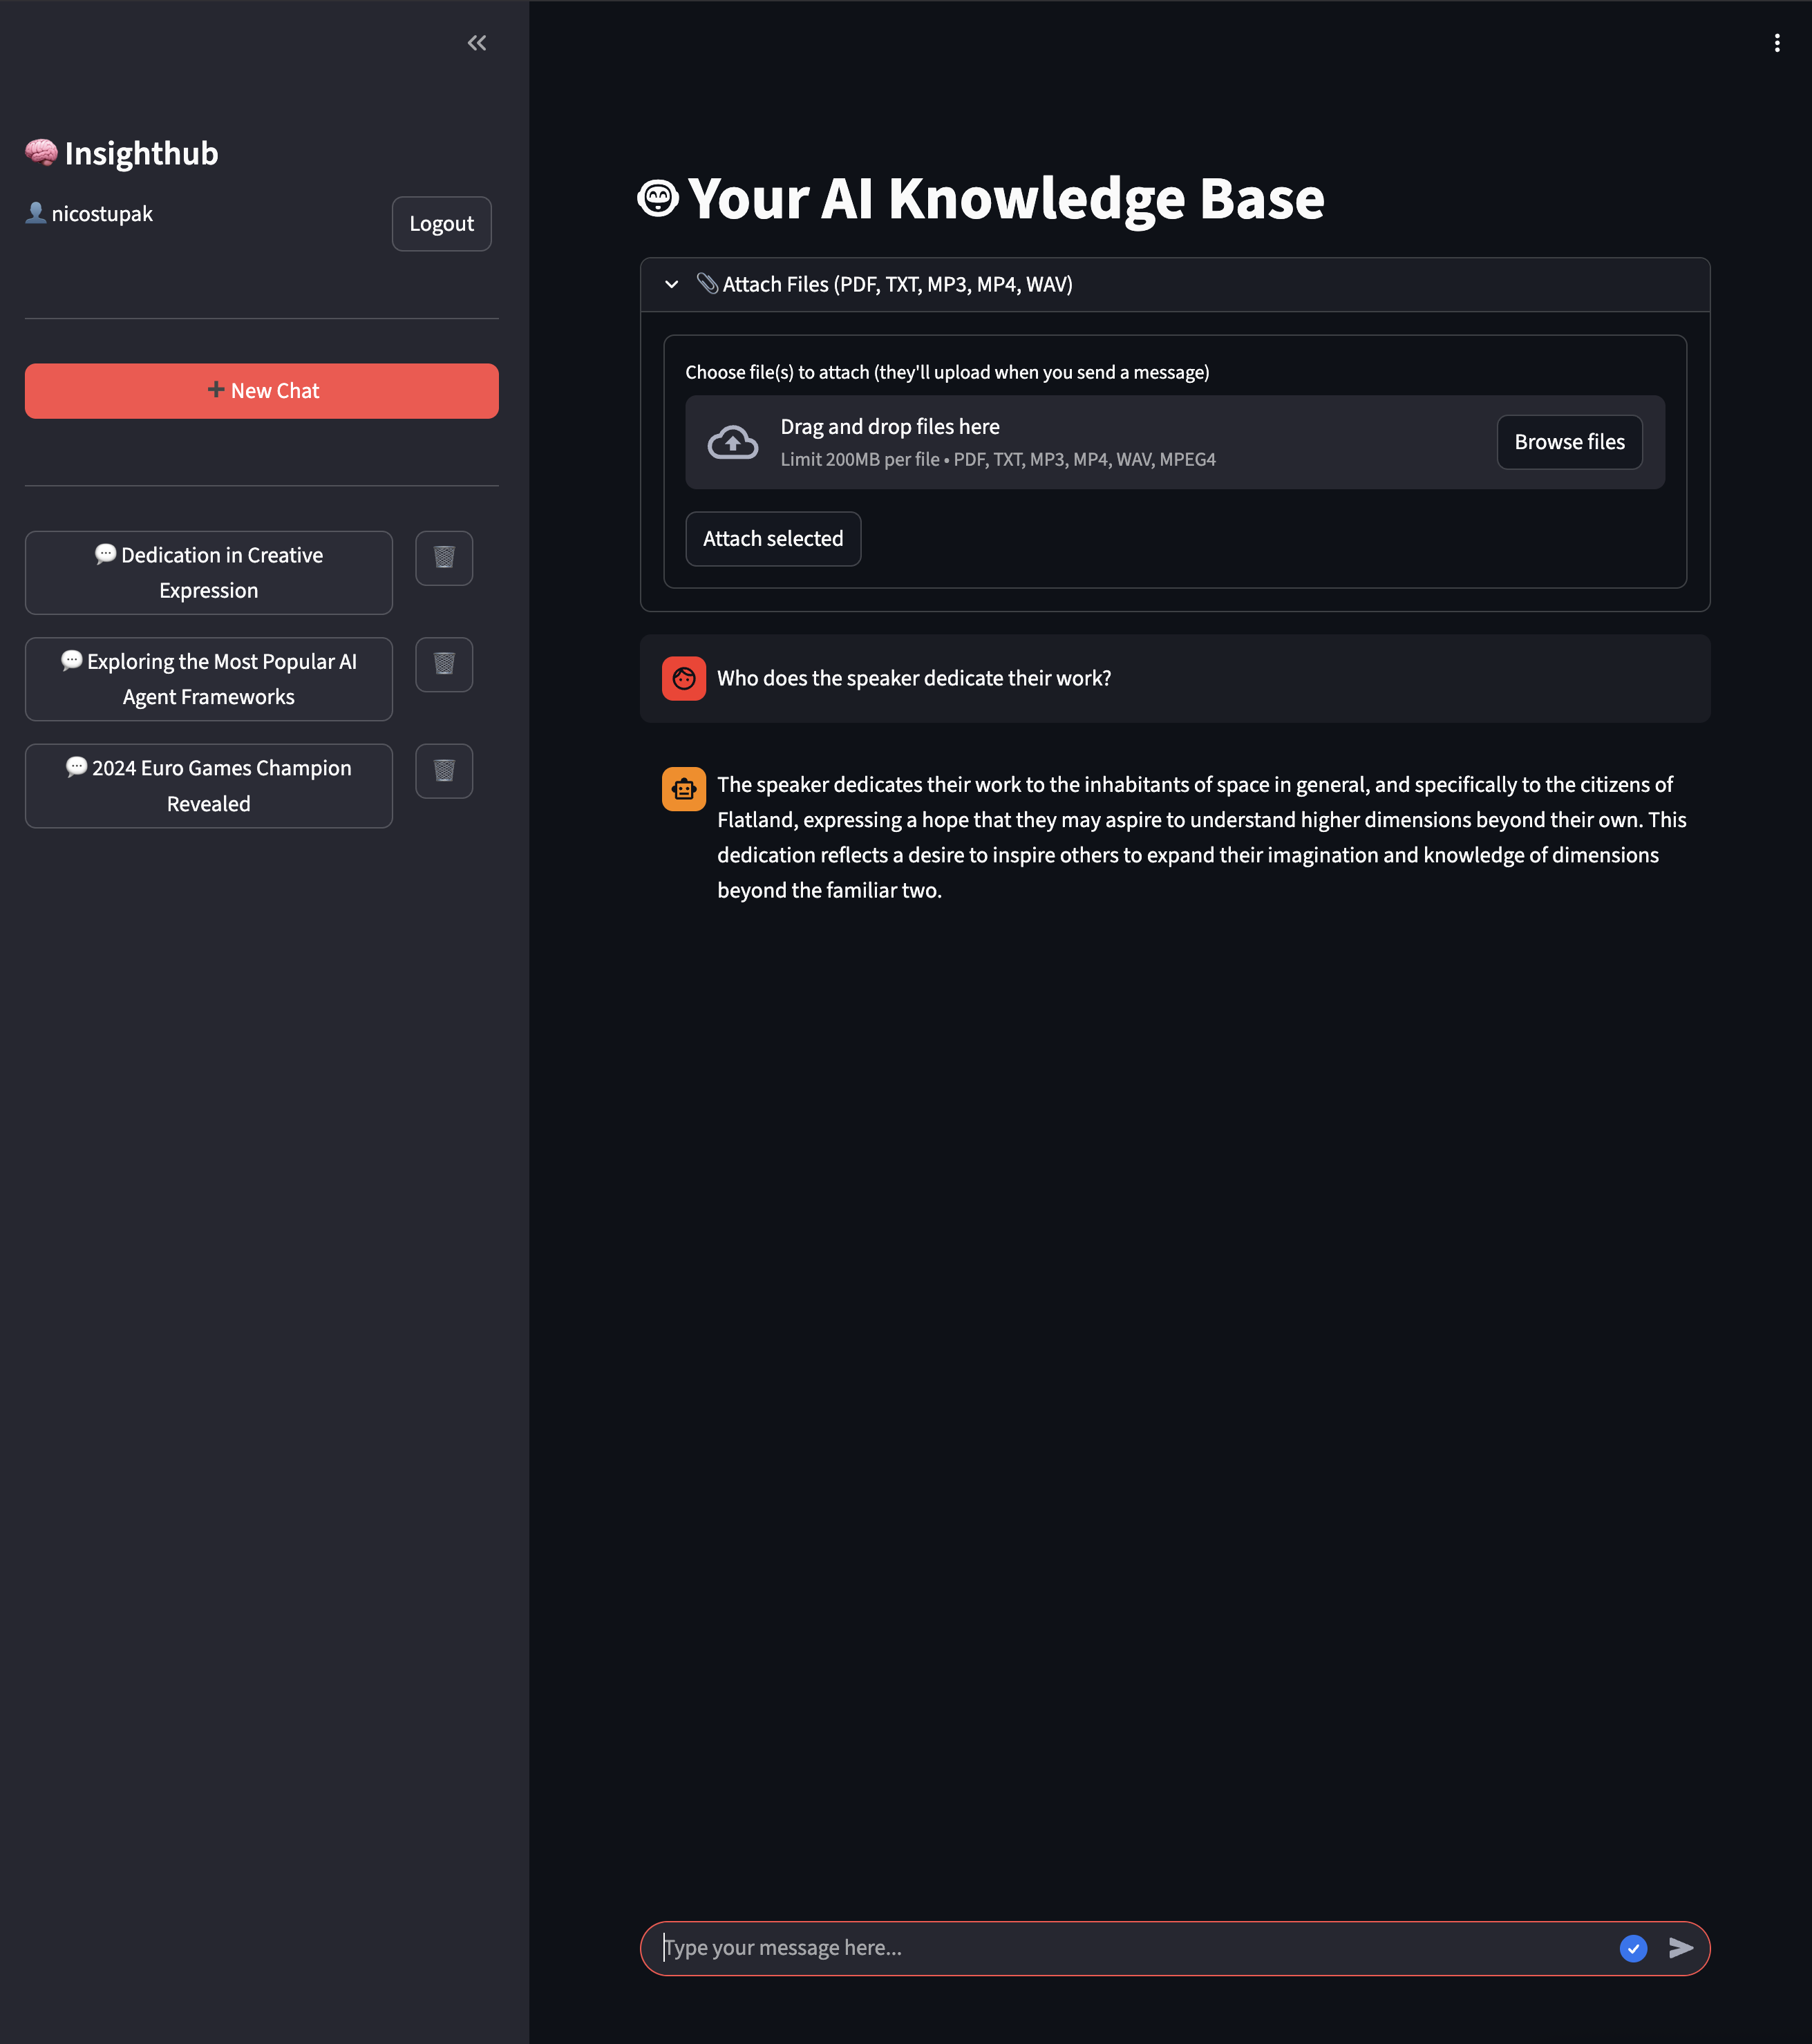 Insighthub
nicostupak
Logout
New Chat
Dedication in Creative
Expression
Exploring the Most Popular AI
Agent Frameworks
2024 Euro Games Champion
Revealed
Your AI Knowledge Base
Attach Files (PDF, TXT, MP3, MP4, WAV)
Choose file(s) to attach (they'll upload when you send a message)
Drag and drop files here
Limit 200MB per file • PDF, TXT, MP3, MP4, WAV, MPEG4
Browse files
Attach selected
Who does the speaker dedicate their work?
The speaker dedicates their work to the inhabitants of space in general, and specifically to the citizens of
Flatland, expressing a hope that they may aspire to understand higher dimensions beyond their own. This
dedication reflects a desire to inspire others to expand their imagination and knowledge of dimensions
beyond the familiar two.
Type your message here...